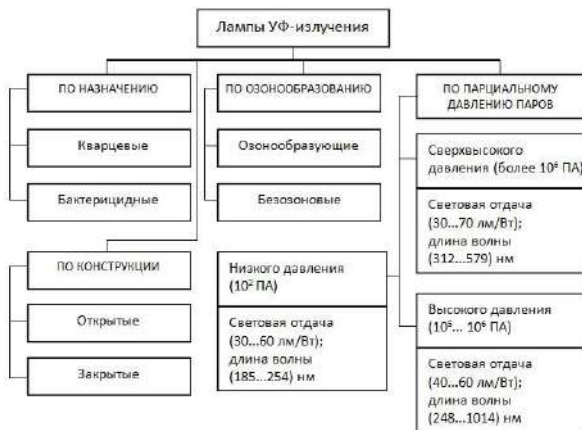 Лампы УФ-излучения
ПО НАЗНАЧЕНИЮ
Кварцевые
Бактерицидные
ПО КОНСТРУКЦИИ
Открытые
Закрытые
ПО ОЗОНООБРАЗОВАНИЮ
Озонообразующие
Безозоновые
ПО ПАРЦИАЛЬНОМУ
ДАВЛЕНИЮ ПАРОВ
Сверхвысокого
давления (более 10⁶ ПА)
Световая отдача
(30...70 лм/Вт);
длина волны
(312...579) нм
Низкого давления
(10² ПА)
Световая отдача
(30...60 лм/Вт);
длина волны
(185...254) нм
Высокого давления
(10⁵... 10⁶ ПА)
Световая отдача
(40...60 лм/Вт);
длина волны
(248...1014) нм